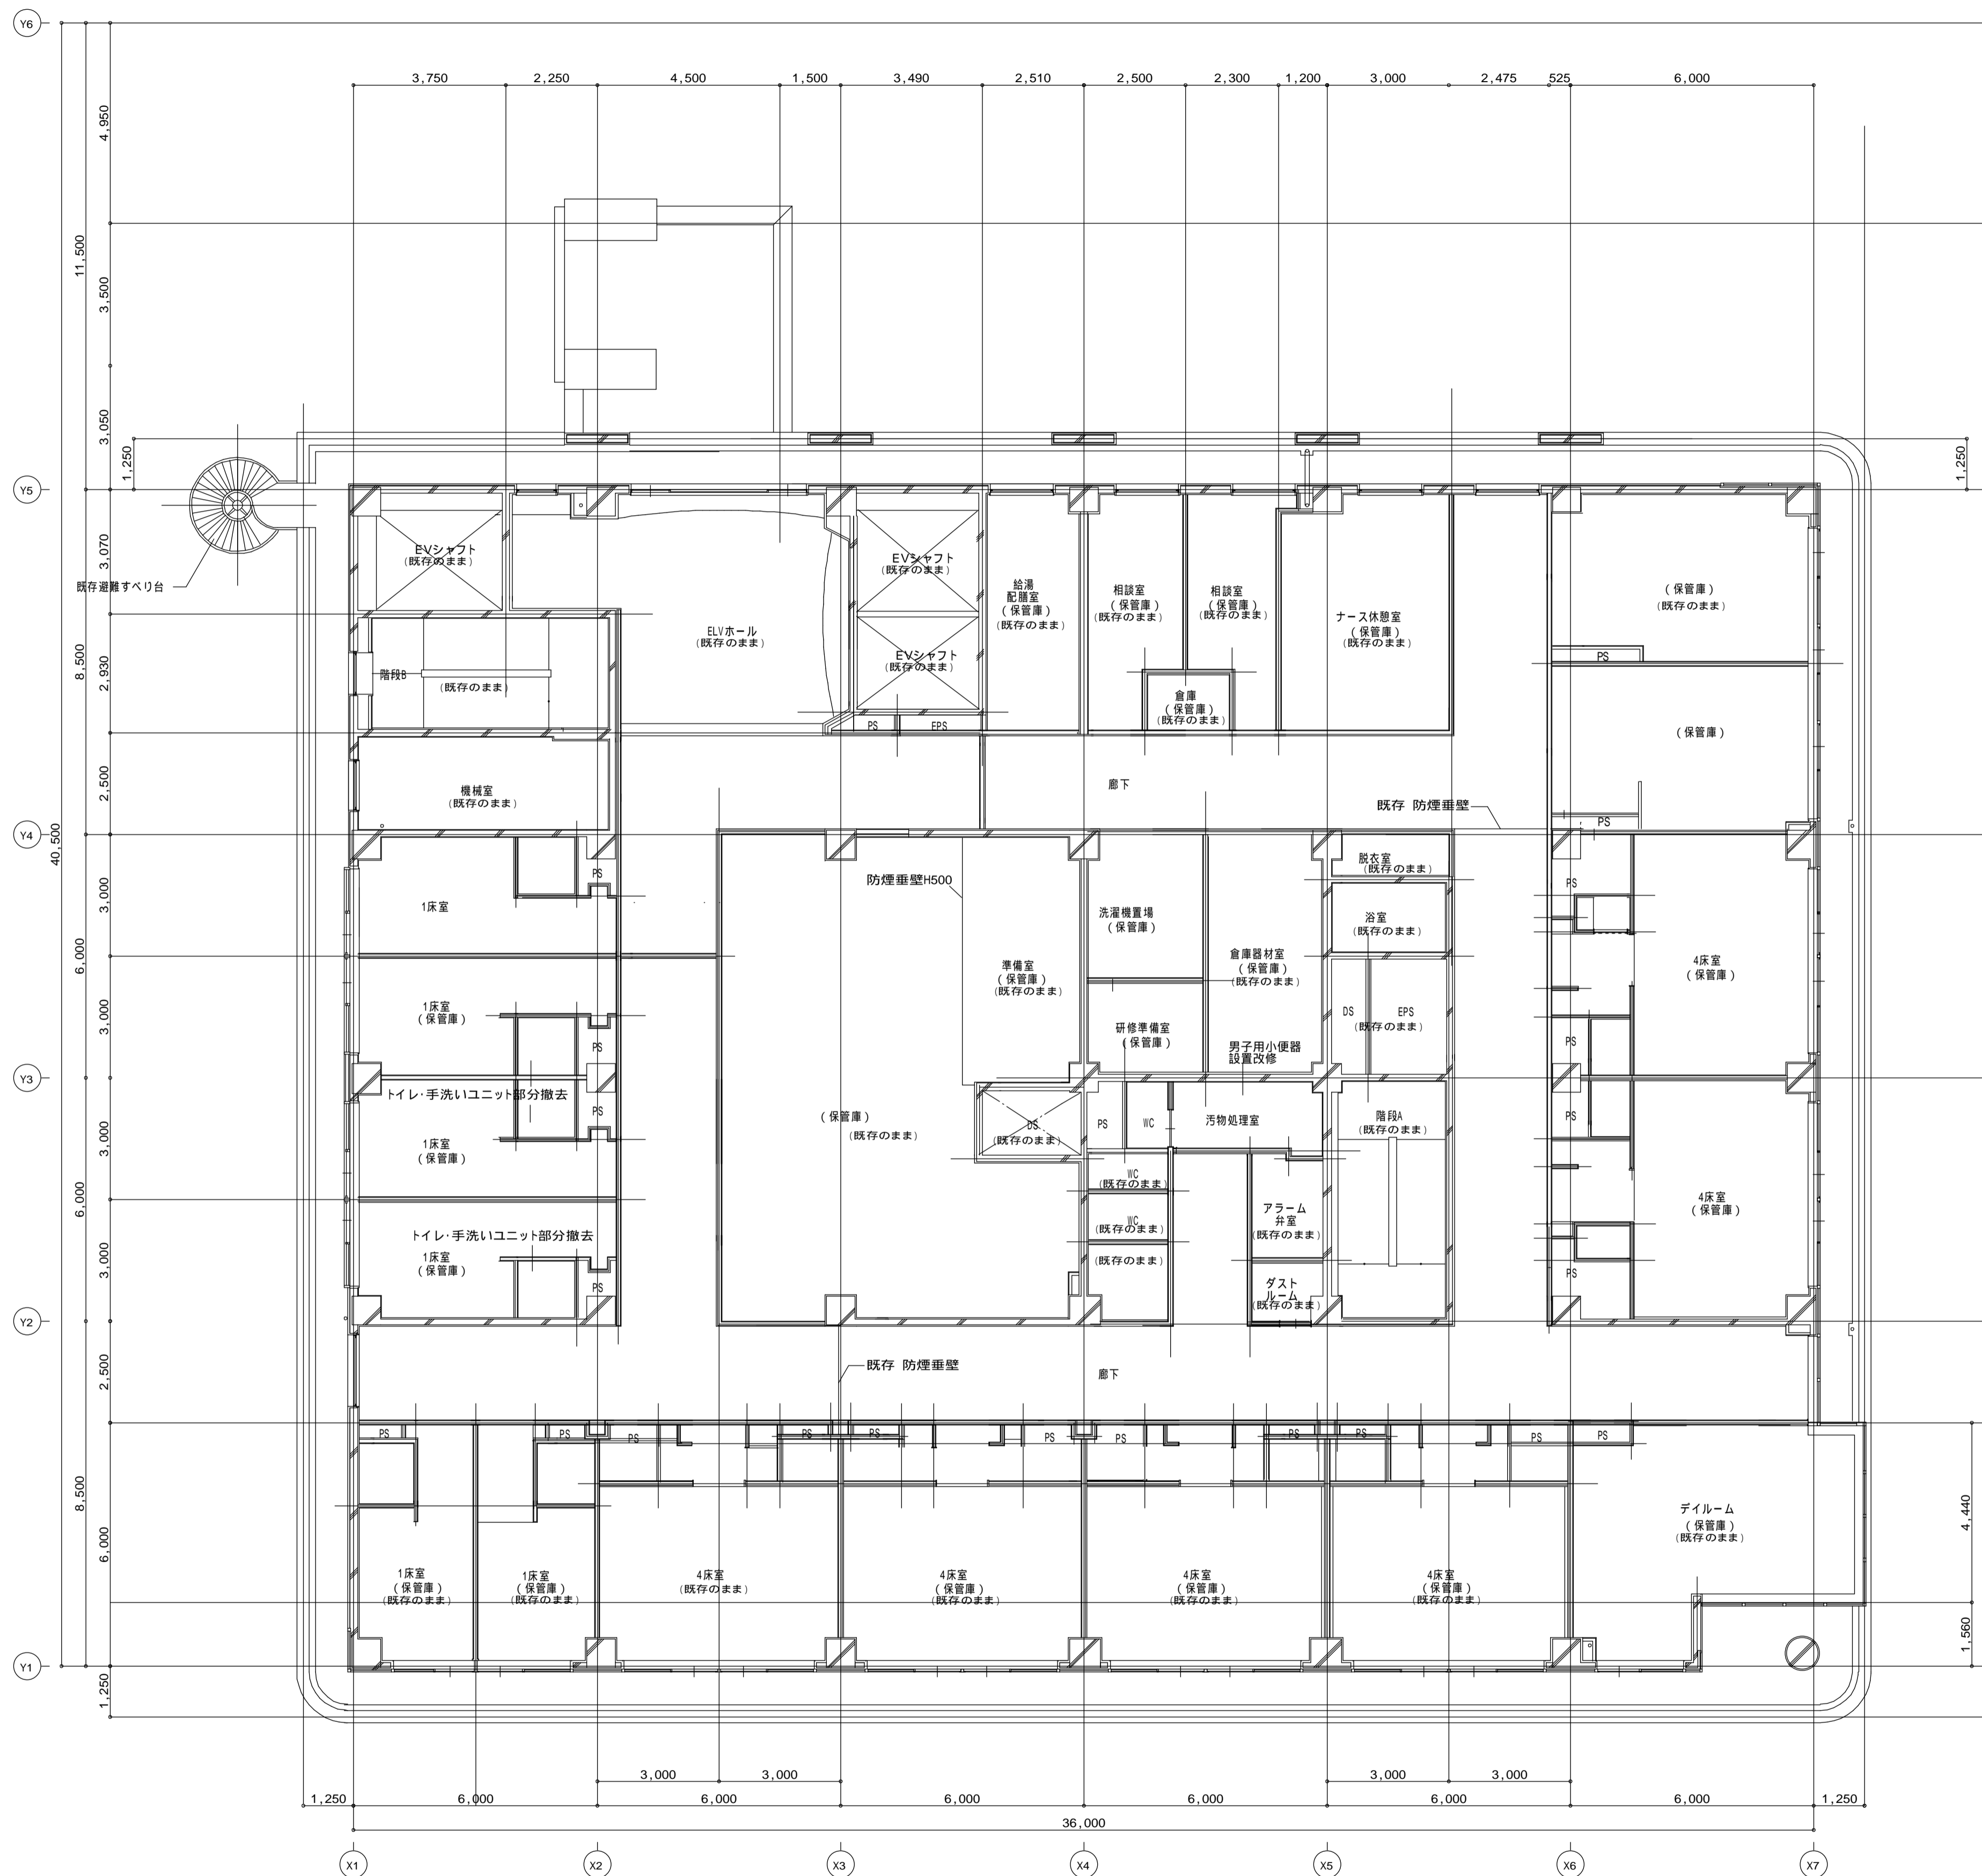 Y6
3,750 2,250 4,500 1,500 3,490 2,510 2,500 2,300 1,200 3,000 2,475 525 6,000
4,950
11,500
3,500
3,050
1,250
1,250
Y5
3,070
既存避難すべり台
EVシャフト
(既存のまま)
EVシャフト
(既存のまま)
給湯
配膳室
(保管庫)
(既存のまま)
相談室
(保管庫)
(既存のまま)
相談室
(保管庫)
(既存のまま)
ナース休憩室
(保管庫)
(既存のまま)
(保管庫)
(既存のまま)
ELVホール
(既存のまま)
EVシャフト
(既存のまま)
PS
8,500
2,930
階段B
(既存のまま)
倉庫
(保管庫)
(既存のまま)
PS
EPS
(保管庫)
2,500
機械室
(既存のまま)
廊下
既存 防煙垂壁
PS
Y4
40,500
3,000
1床室
PS
防煙垂壁H500
脱衣室
(既存のまま)
PS
洗濯機置場
(保管庫)
浴室
(既存のまま)
6,000
準備室
(保管庫)
(既存のまま)
倉庫器材室
(保管庫)
(既存のまま)
4床室
(保管庫)
3,000
1床室
(保管庫)
PS
研修準備室
(保管庫)
男子用小便器
設置改修
DS
EPS
(既存のまま)
PS
Y3
トイレ・手洗いユニット部分撤去
3,000
1床室
(保管庫)
PS
(保管庫)
(既存のまま)
DS
(既存のまま)
PS
WC
汚物処理室
階段A
(既存のまま)
PS
WC
(既存のまま)
6,000
WC
(既存のまま)
アラーム
弁室
(既存のまま)
4床室
(保管庫)
3,000
トイレ・手洗いユニット部分撤去
1床室
(保管庫)
PS
(既存のまま)
ダスト
ルーム
(既存のまま)
PS
Y2
2,500
既存 防煙垂壁
廊下
PS
PS
PS
PS
PS
PS
PS
PS
PS
PS
PS
8,500
6,000
デイルーム
(保管庫)
(既存のまま)
4,440
1床室
(保管庫)
(既存のまま)
1床室
(保管庫)
(既存のまま)
4床室
(既存のまま)
4床室
(保管庫)
(既存のまま)
4床室
(保管庫)
(既存のまま)
4床室
(保管庫)
(既存のまま)
1,560
Y1
1,250
3,000 3,000 3,000 3,000
1,250 6,000 6,000 6,000 6,000 6,000 6,000 1,250
36,000
X1 X2 X3 X4 X5 X6 X7